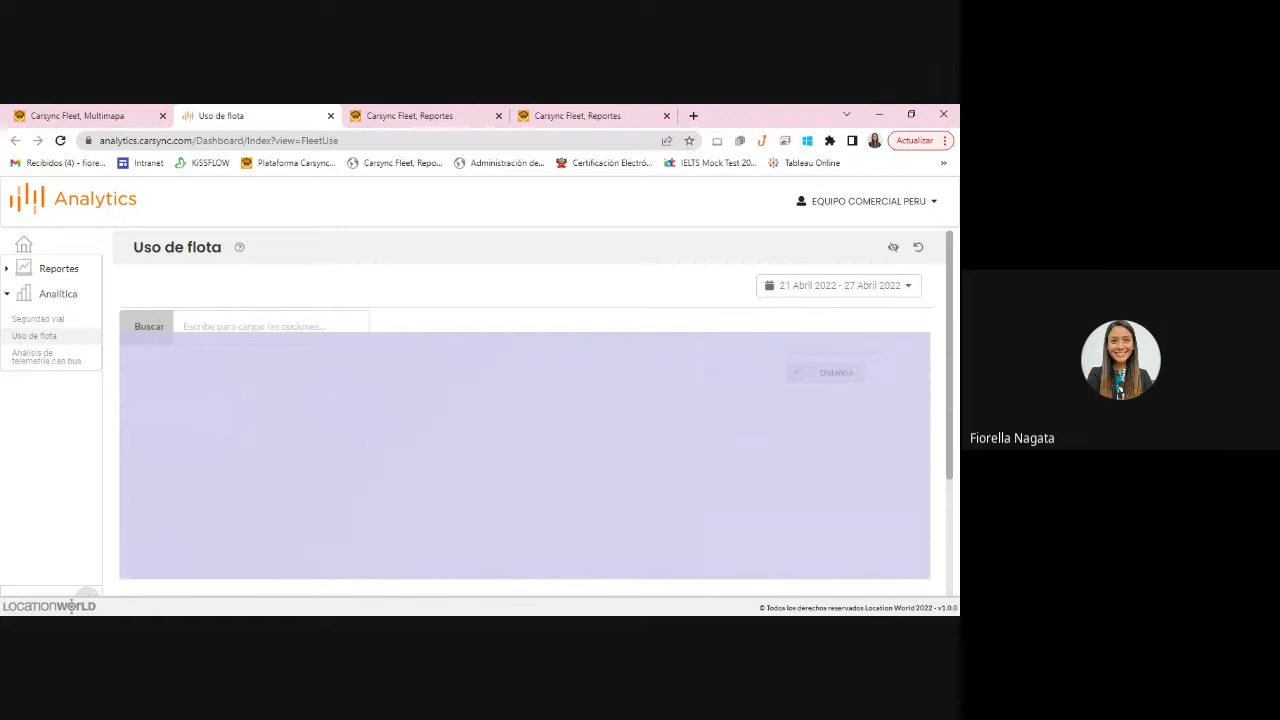 Carsync Fleet, Multimapa
Uso de flota
Carsync Fleet, Reportes
Carsync Fleet, Reportes
analytics.carsync.com/Dashboard/Index?view=FleetUse
Actualizar
Recibidos (4) - fiore...
Intranet
KiSSFLOW
Plataforma Carsync...
Carsync Fleet, Repo...
Administración de...
Certificación Electró...
IELTS Mock Test 20...
Tableau Online
»
Analytics
EQUIPO COMERCIAL PERU
Uso de flota
Reportes
Analítica
Seguridad vial
Uso de flota
Análisis de
telemetría can bus
21 Abril 2022 - 27 Abril 2022
Buscar
Escribe para cargar las opciones...
Distancia
Fiorella Nagata
LOCATIONWORLD
© Todos los derechos reservados Location World 2022 - v1.0.0